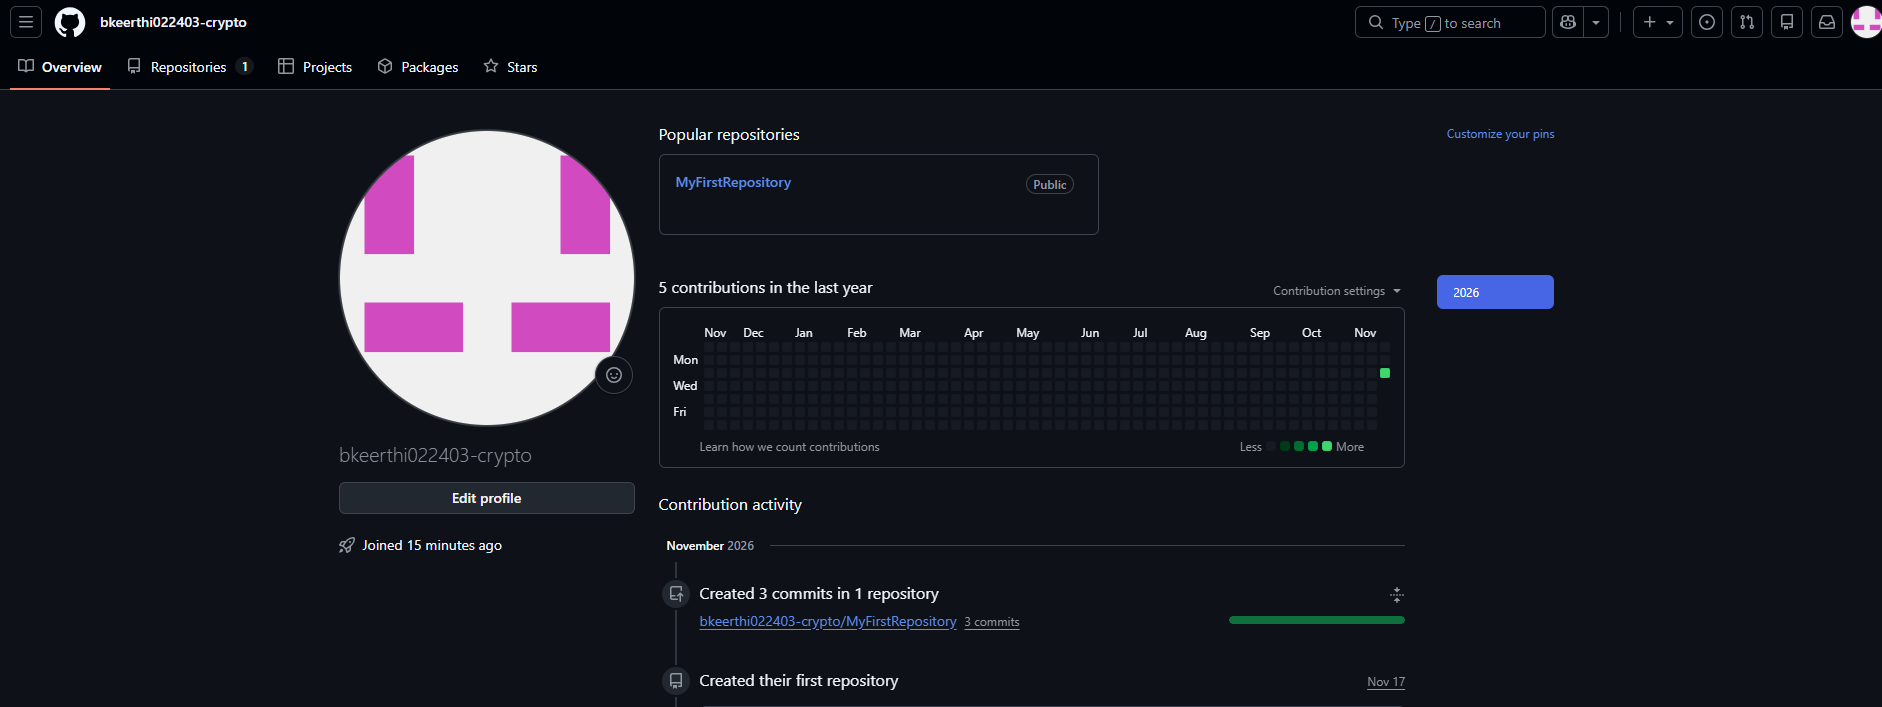 bkeerthi022403-crypto
Type / to search
Overview Repositories 1 Projects Packages Stars
Popular repositories
Customize your pins
MyFirstRepository Public
5 contributions in the last year
Contribution settings
2026
Nov Dec Jan Feb Mar Apr May Jun Jul Aug Sep Oct Nov
Mon
Wed
Fri
Learn how we count contributions
Less More
bkeerthi022403-crypto
Edit profile
Joined 15 minutes ago
Contribution activity
November 2026
Created 3 commits in 1 repository
bkeerthi022403-crypto/MyFirstRepository 3 commits
Created their first repository
Nov 17